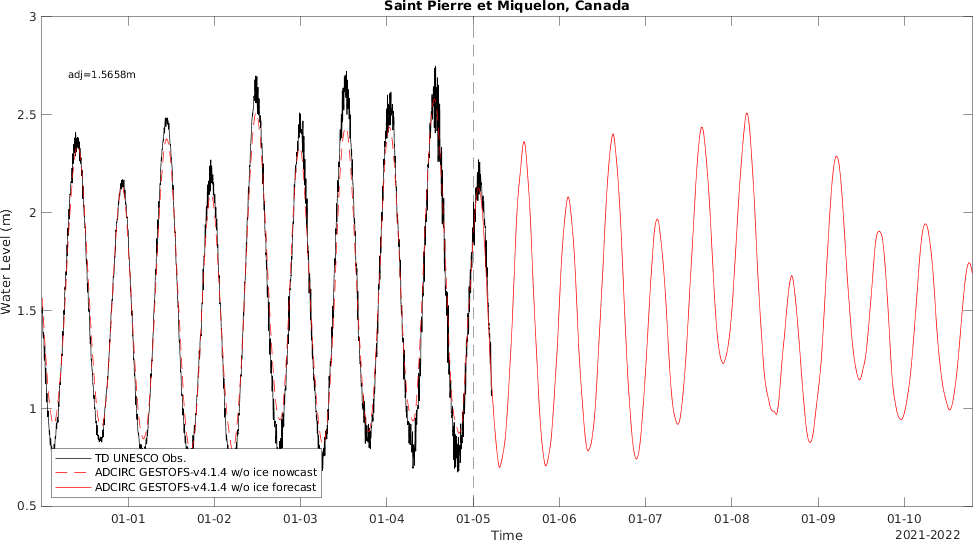 Saint Pierre et Miquelon, Canada
3
adj=1.5658m
2.5
2
Water Level (m)
1.5
1
TD UNESCO Obs.
ADCIRC GESTOFS-v4.1.4 w/o ice nowcast
ADCIRC GESTOFS-v4.1.4 w/o ice forecast
0.5
01-01 01-02 01-03 01-04 01-05 01-06 01-07 01-08 01-09 01-10
Time
2021-2022